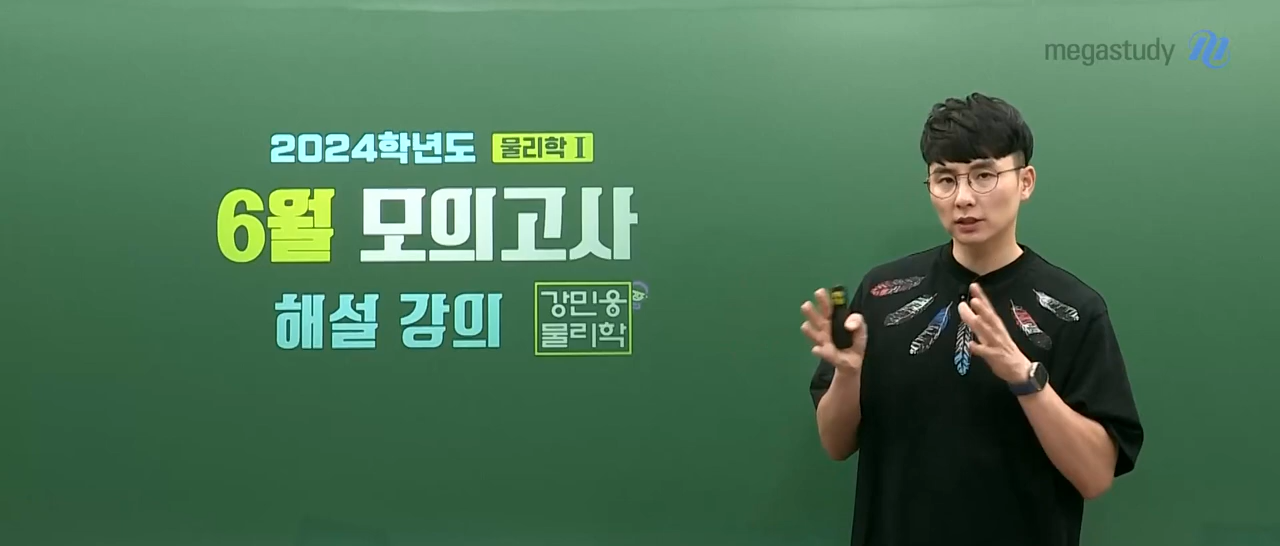 megastudy
2024학년도 물리학 I
6월 모의고사
해설 강의
강민웅
물리학